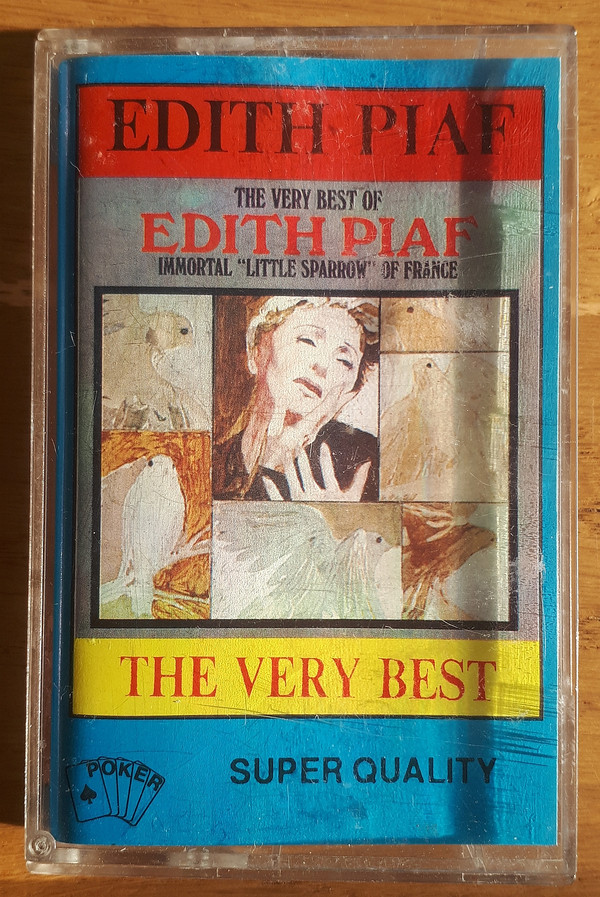 EDITH PIAF
THE VERY BEST OF
EDITH PIAF
IMMORTAL "LITTLE SPARROW" OF FRANCE
THE VERY BEST
POKER
SUPER QUALITY